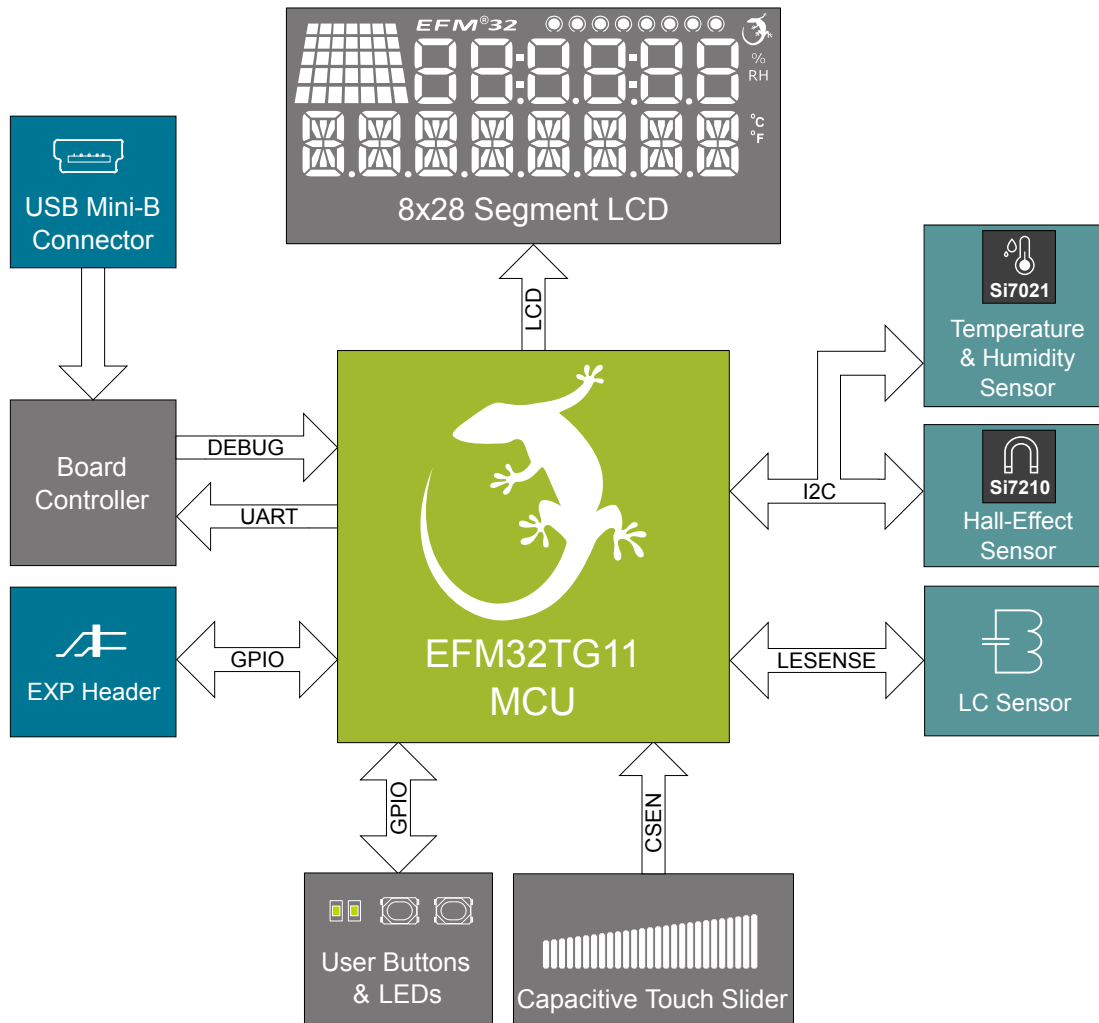 EFM®32
%
RH
°C
°F
8x28 Segment LCD
USB Mini-B
Connector
LCD
Si7021
Temperature
& Humidity
Sensor
Board
Controller
DEBUG
UART
I2C
Si7210
Hall-Effect
Sensor
EXP Header
GPIO
EFM32TG11
MCU
LESENSE
LC Sensor
GPIO
CSEN
User Buttons
& LEDs
Capacitive Touch Slider